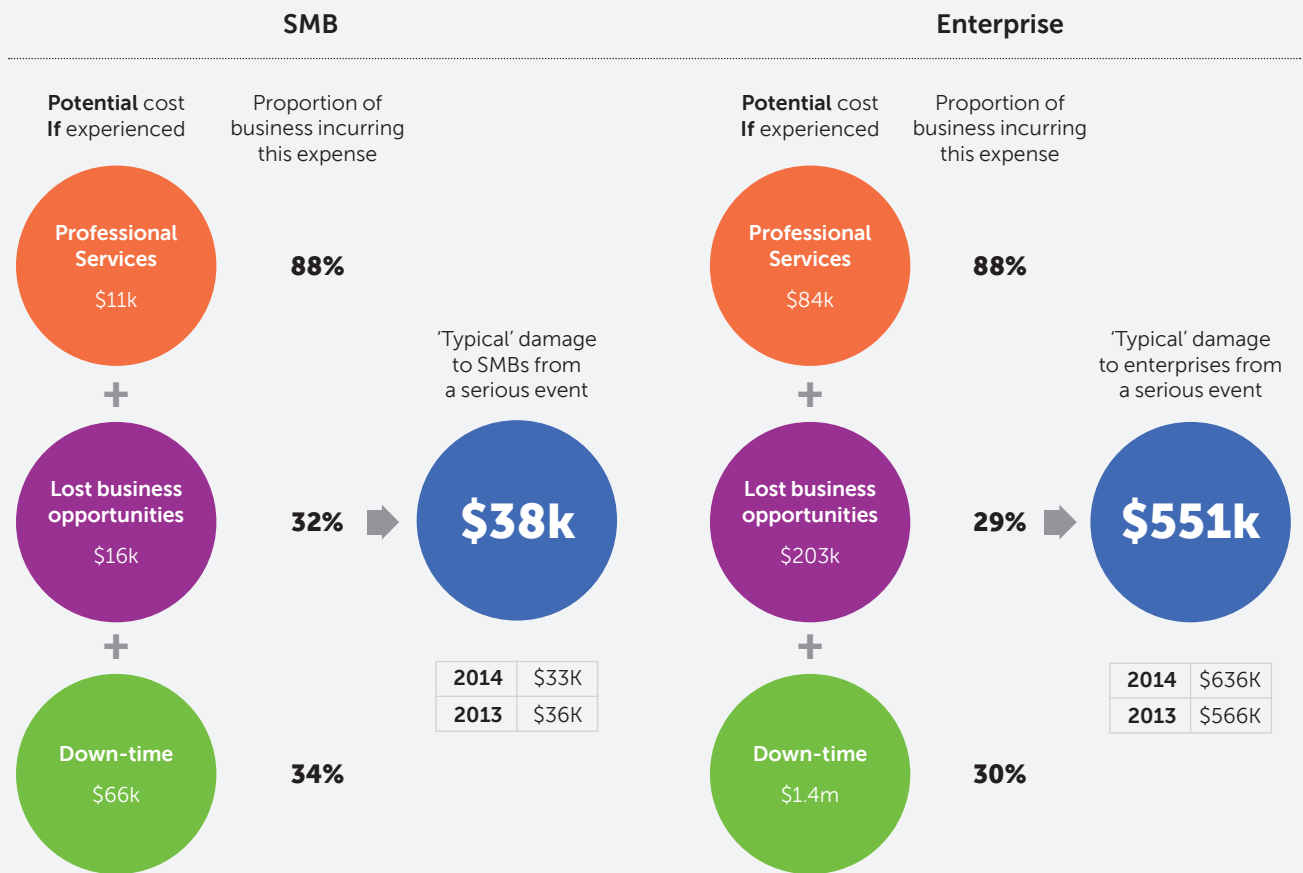 SMB
Potential cost
If experienced
Proportion of
business incurring
this expense
Professional
Services
$11k
88%
+
Lost business
opportunities
$16k
32%
+
Down-time
$66k
34%
'Typical' damage
to SMBs from
a serious event
$38k
2014 $33K
2013 $36K
Enterprise
Potential cost
If experienced
Proportion of
business incurring
this expense
Professional
Services
$84k
88%
+
Lost business
opportunities
$203k
29%
+
Down-time
$1.4m
30%
'Typical' damage
to enterprises from
a serious event
$551k
2014 $636K
2013 $566K